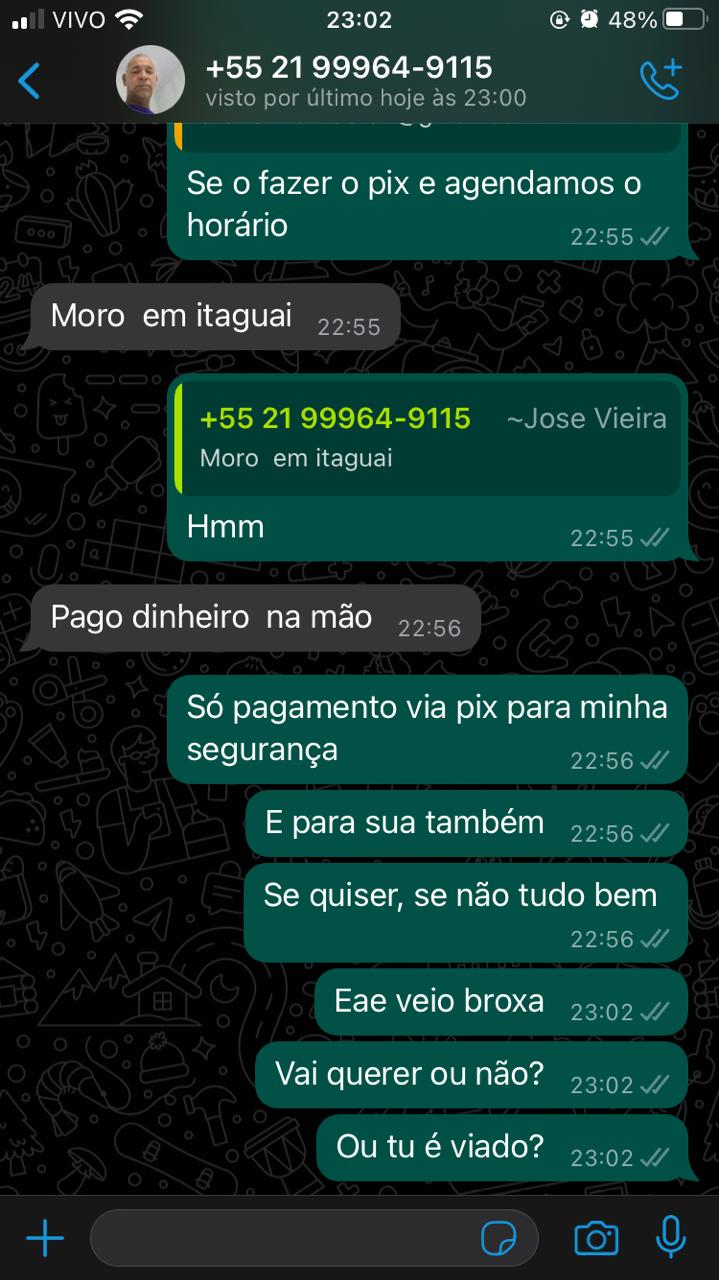 VIVO 23:02 48%
+55 21 99964-9115
visto por último hoje às 23:00
Se o fazer o pix e agendamos o
horário 22:55
Moro em itaguai 22:55
+55 21 99964-9115 ~Jose Vieira
Moro em itaguai
Hmm 22:55
Pago dinheiro na mão 22:56
Só pagamento via pix para minha
segurança 22:56
E para sua também 22:56
Se quiser, se não tudo bem
22:56
Eae veio broxa 23:02
Vai querer ou não? 23:02
Ou tu é viado? 23:02